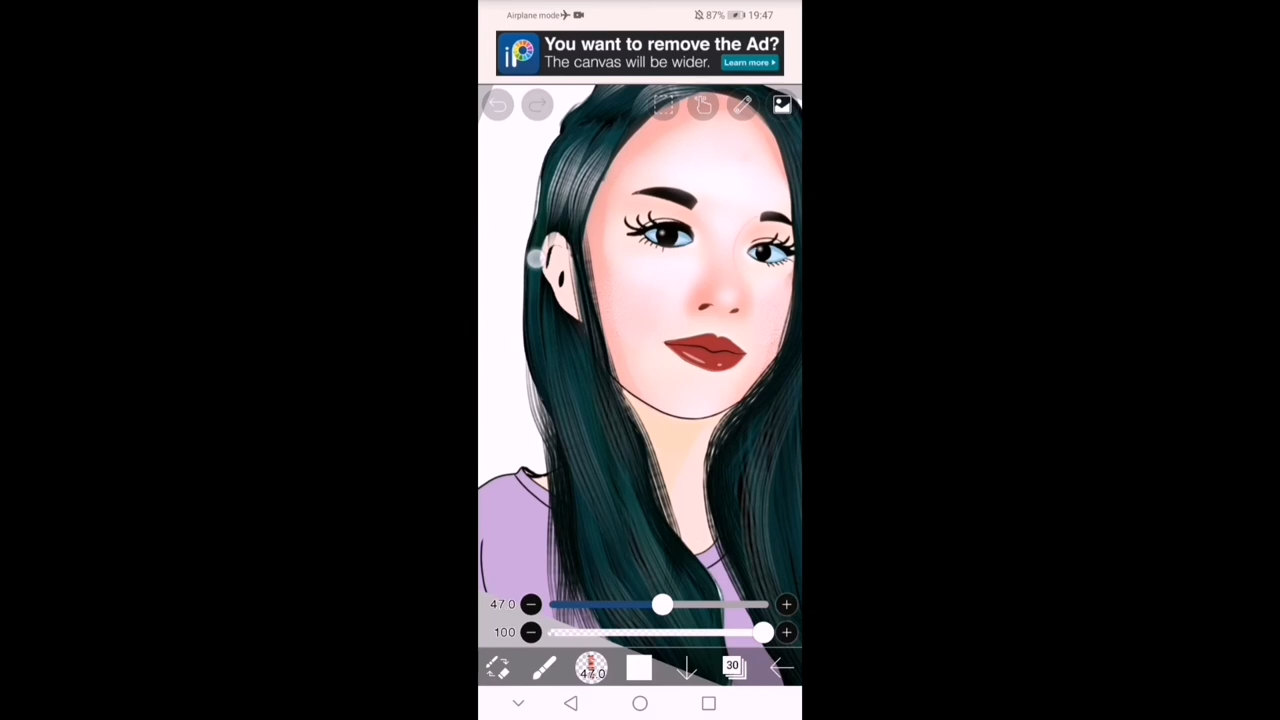 Airplane mode 87% 19:47
You want to remove the Ad?
The canvas will be wider. Learn more
47.0
100
47.0 30